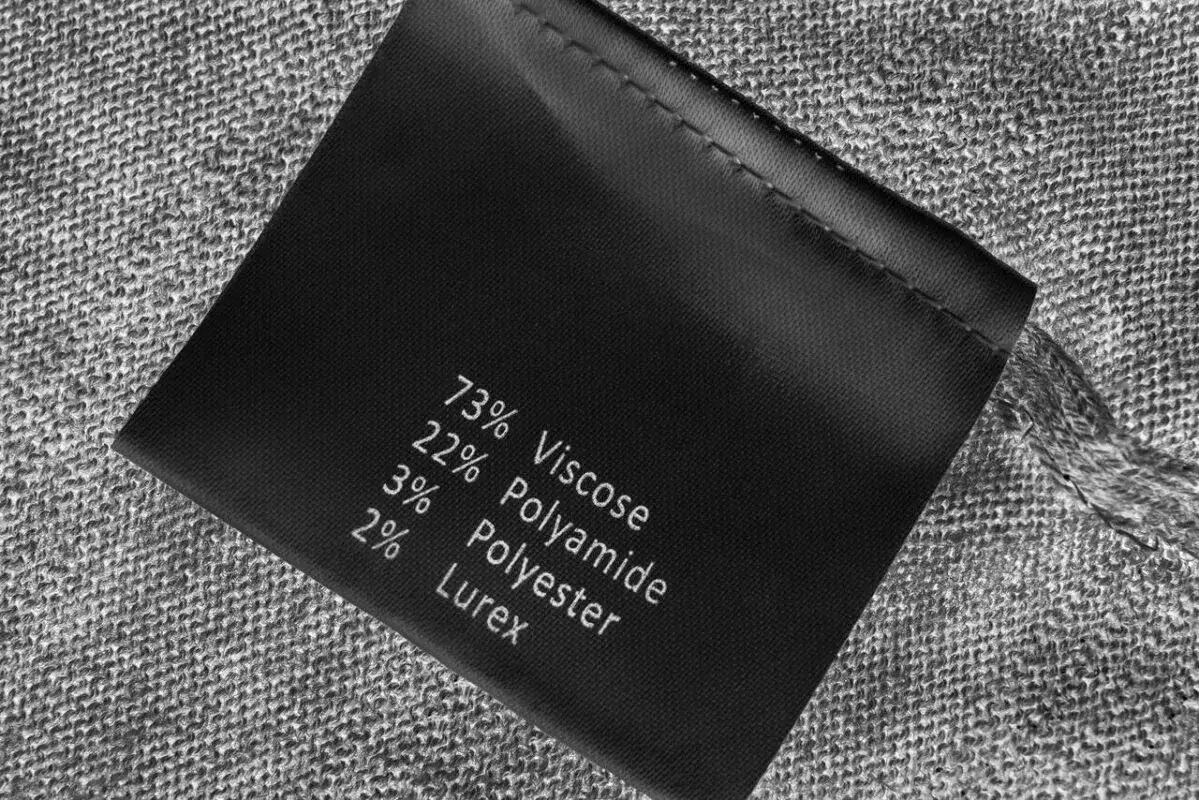 73% Viscose
22% Polyamide
3% Polyester
2% Lurex